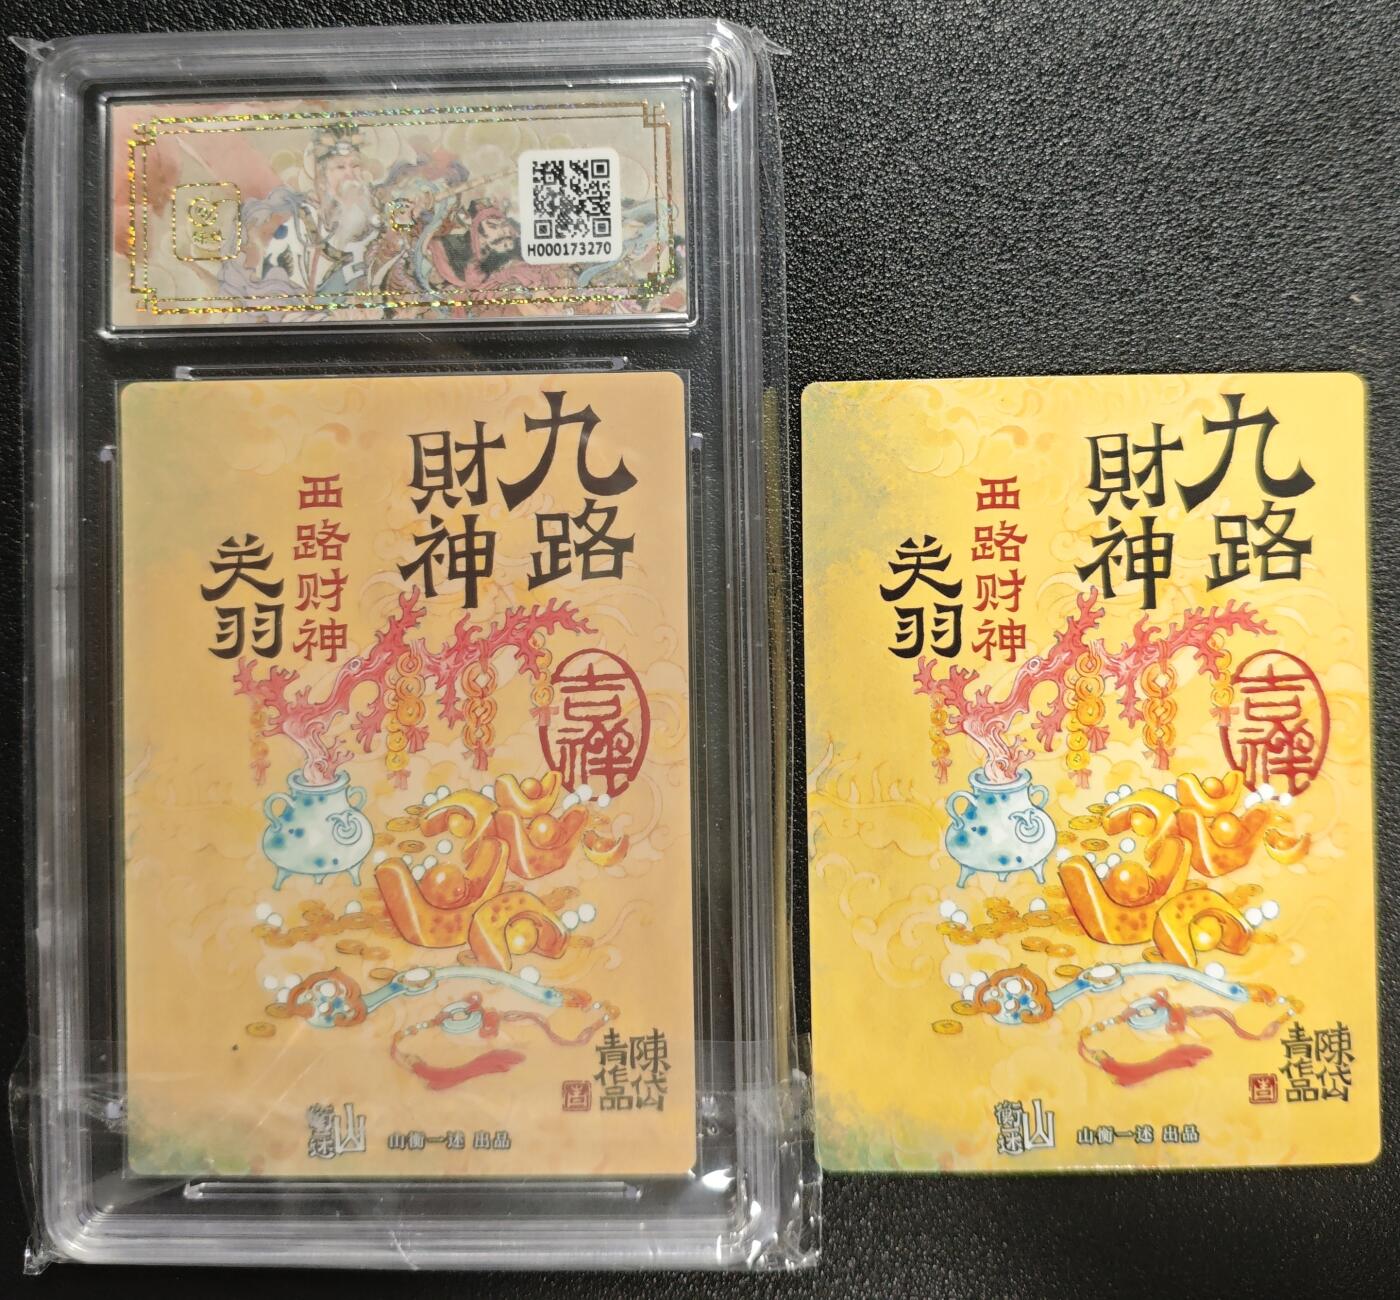 H000173270
九路
財神
西路财神
关羽
吉祥
陳岱
青作品
吉
山
衡
述
山衡一述 出品
九路
財神
西路财神
关羽
吉祥
陳岱
青作品
吉
山
衡
述
山衡一述 出品